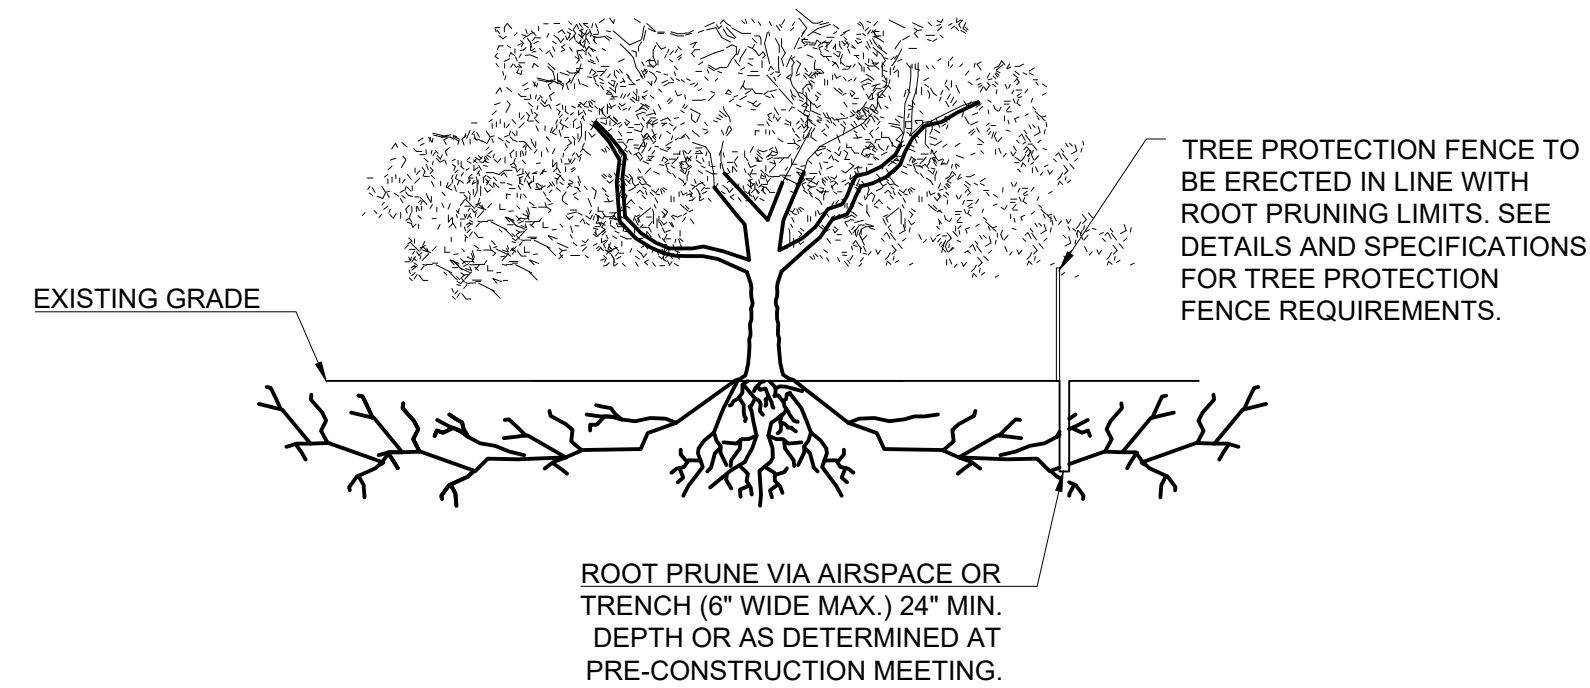 TREE PROTECTION FENCE TO
BE ERECTED IN LINE WITH
ROOT PRUNING LIMITS. SEE
DETAILS AND SPECIFICATIONS
FOR TREE PROTECTION
FENCE REQUIREMENTS.
EXISTING GRADE
ROOT PRUNE VIA AIRSPACE OR
TRENCH (6" WIDE MAX.) 24" MIN.
DEPTH OR AS DETERMINED AT
PRE-CONSTRUCTION MEETING.